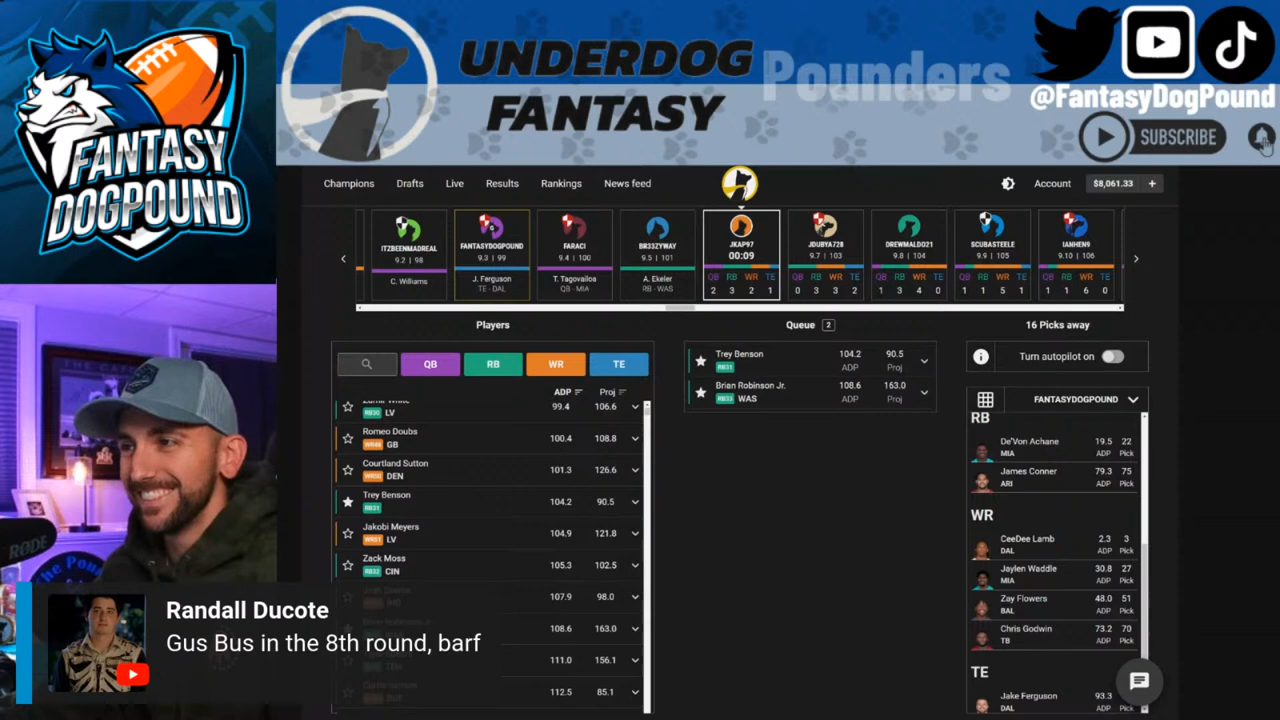 FANTASY
DOGPOUND
UNDERDOG
FANTASY
Pounders
@FantasyDogPound
SUBSCRIBE
Champions
Drafts
Live
Results
Rankings
News feed
Account
$8,061.33 +
ITZBEENMADREAL
9.2 | 98
C. Williams
FANTASYDOGPOUND
9.3 | 99
J. Ferguson
TE - DAL
FARACI
9.4 | 100
T. Tagovailoa
QB - MIA
BR33ZYWAY
9.5 | 101
A. Ekeler
RB - WAS
JKAP97
00:09
QB RB WR TE
2 3 2 1
JDUBYA728
9.7 | 103
QB RB WR TE
0 3 3 2
DREWMALDO21
9.8 | 104
QB RB WR TE
1 3 4 0
SCUBASTEELE
9.9 | 105
QB RB WR TE
1 1 5 1
IANHEN9
9.10 | 106
QB RB WR TE
1 1 6 0
Players
QB
RB
WR
TE
ADP Proj
RB30 LV 99.4 106.6
Romeo Doubs
WR49 GB 100.4 108.8
Courtland Sutton
WR50 DEN 101.3 126.6
Trey Benson
RB31 104.2 90.5
Jakobi Meyers
WR51 LV 104.9 121.8
Zack Moss
RB32 CIN 105.3 102.5
107.9 98.0
108.6 163.0
111.0 156.1
112.5 85.1
Queue 2
Trey Benson 104.2 90.5
RB31 ADP Proj
Brian Robinson Jr. 108.6 163.0
RB33 WAS ADP Proj
16 Picks away
Turn autopilot on
FANTASYDOGPOUND
RB
De'Von Achane 19.5 22
MIA ADP Pick
James Conner 79.3 75
ARI ADP Pick
WR
CeeDee Lamb 2.3 3
DAL ADP Pick
Jaylen Waddle 30.8 27
MIA ADP Pick
Zay Flowers 48.0 51
BAL ADP Pick
Chris Godwin 73.2 70
TB ADP Pick
TE
Jake Ferguson 93.3
DAL ADP Pick
RØDE
The Pou
Randall Ducote
Gus Bus in the 8th round, barf